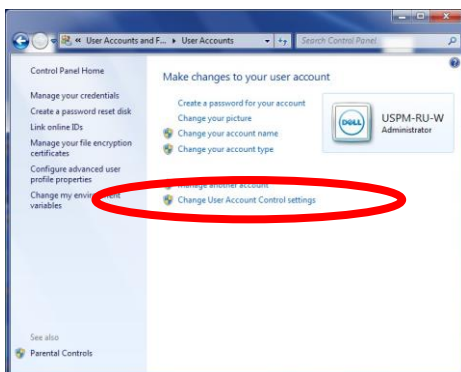 « User Accounts and F... ▸ User Accounts
Search Control Panel
Control Panel Home
Manage your credentials
Create a password reset disk
Link online IDs
Manage your file encryption
certificates
Configure advanced user
profile properties
Change my environment
variables
See also
Parental Controls
Make changes to your user account
Create a password for your account
Change your picture
Change your account name
Change your account type
Manage another account
Change User Account Control settings
DELL
USPM-RU-W
Administrator